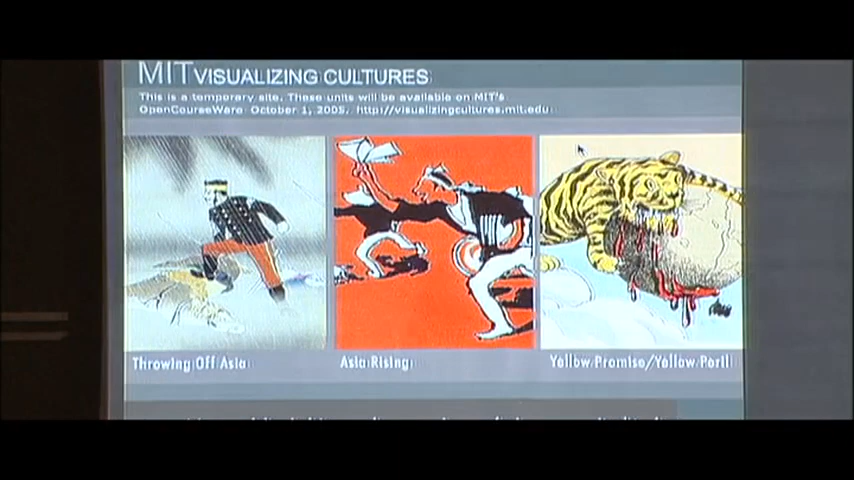 MIT VISUALIZING CULTURES
This is a temporary site. These units will be available on MIT's
OpenCourseWare October 1, 2005. http://visualizingcultures.mit.edu
Throwing Off Asia
Asia Rising
Yellow Promise/Yellow Peril